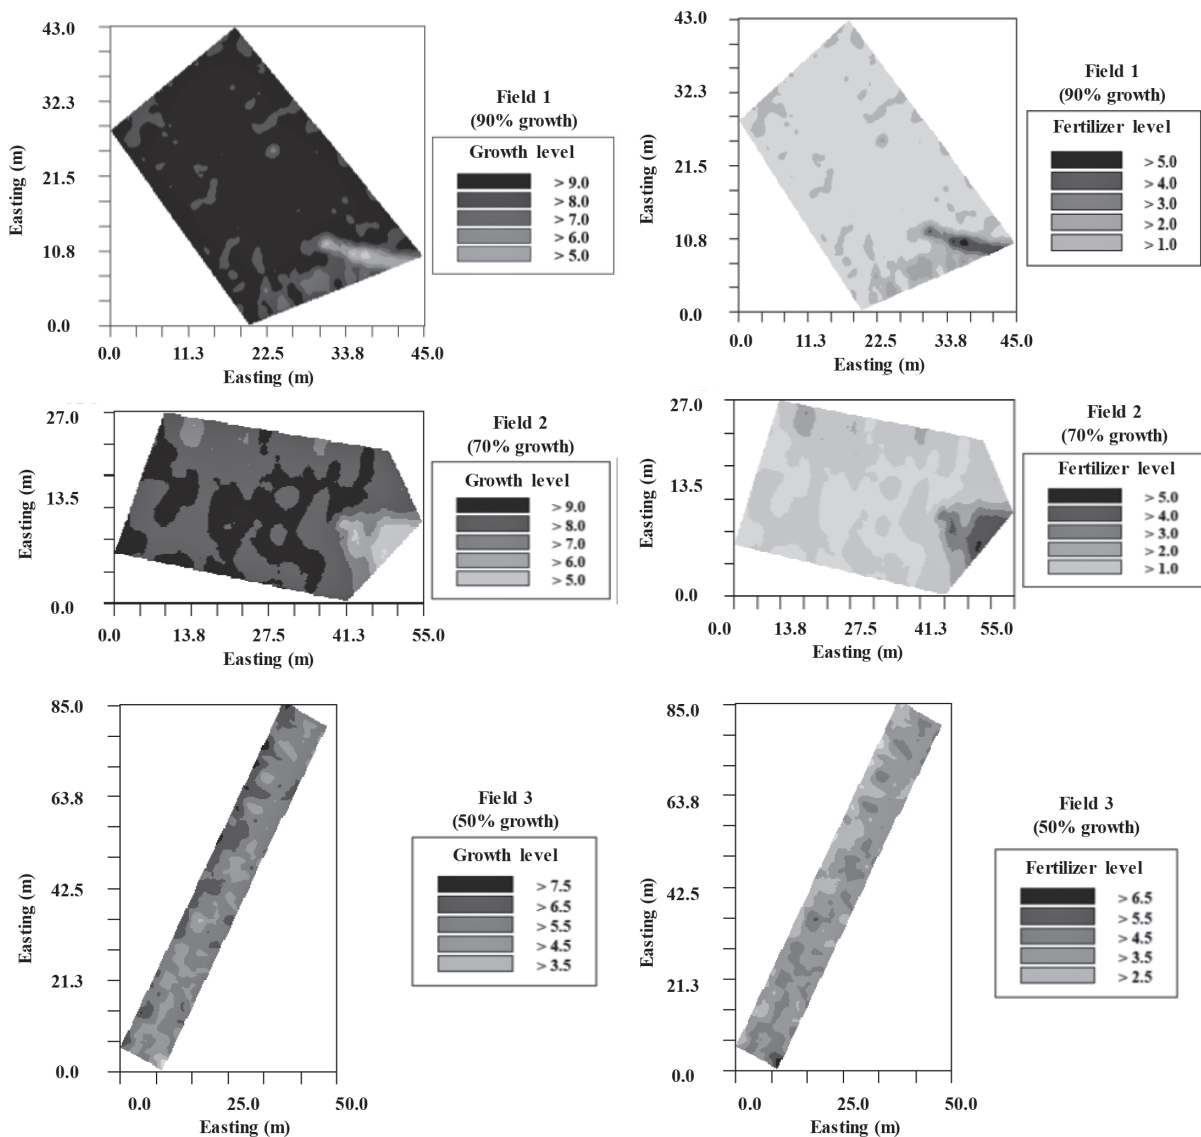 43.0
32.3
21.5
10.8
0.0
Easting (m)
0.0 11.3 22.5 33.8 45.0
Easting (m)
Field 1
(90% growth)
Growth level
> 9.0
> 8.0
> 7.0
> 6.0
> 5.0
43.0
32.3
21.5
10.8
0.0
Easting (m)
0.0 11.3 22.5 33.8 45.0
Easting (m)
Field 1
(90% growth)
Fertilizer level
> 5.0
> 4.0
> 3.0
> 2.0
> 1.0
27.0
13.5
0.0
Easting (m)
0.0 13.8 27.5 41.3 55.0
Easting (m)
Field 2
(70% growth)
Growth level
> 9.0
> 8.0
> 7.0
> 6.0
> 5.0
27.0
13.5
0.0
Easting (m)
0.0 13.8 27.5 41.3 55.0
Easting (m)
Field 2
(70% growth)
Fertilizer level
> 5.0
> 4.0
> 3.0
> 2.0
> 1.0
85.0
63.8
42.5
21.3
0.0
Easting (m)
0.0 25.0 50.0
Easting (m)
Field 3
(50% growth)
Growth level
> 7.5
> 6.5
> 5.5
> 4.5
> 3.5
85.0
63.8
42.5
21.3
0.0
Easting (m)
0.0 25.0 50.0
Easting (m)
Field 3
(50% growth)
Fertilizer level
> 6.5
> 5.5
> 4.5
> 3.5
> 2.5